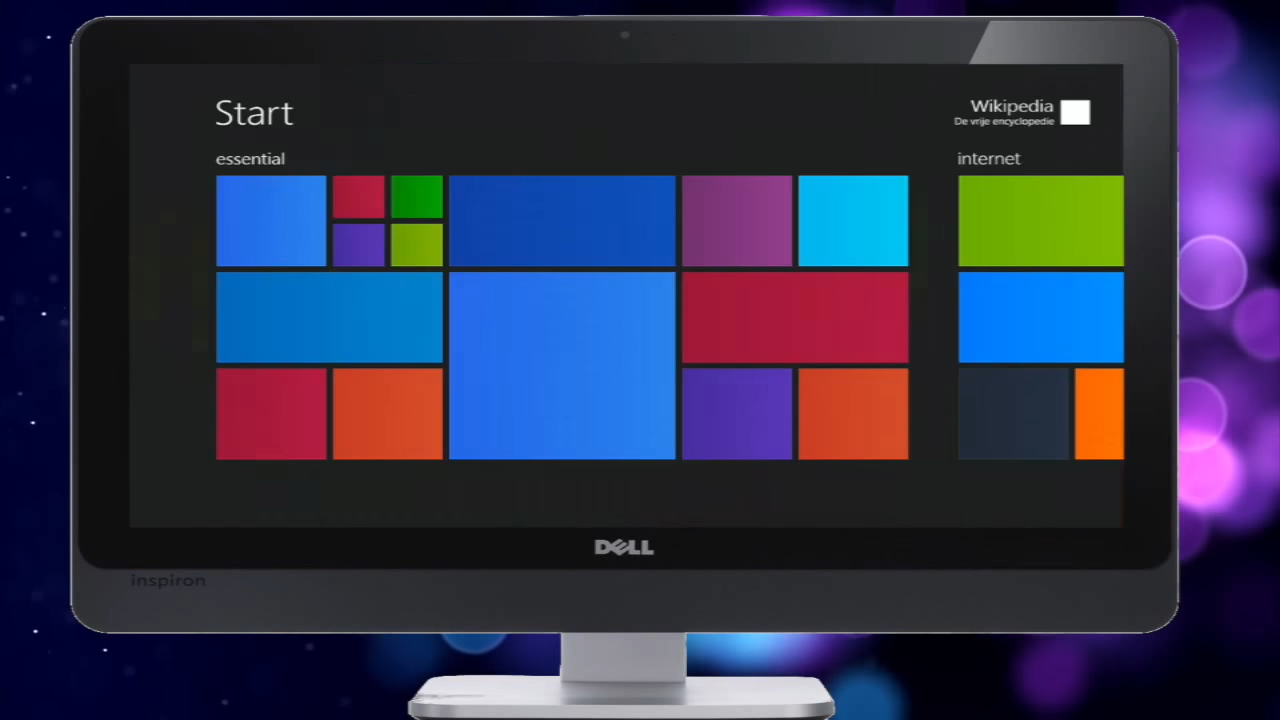 Start
Wikipedia
De vrije encyclopedie
essential
internet
DELL
inspiron